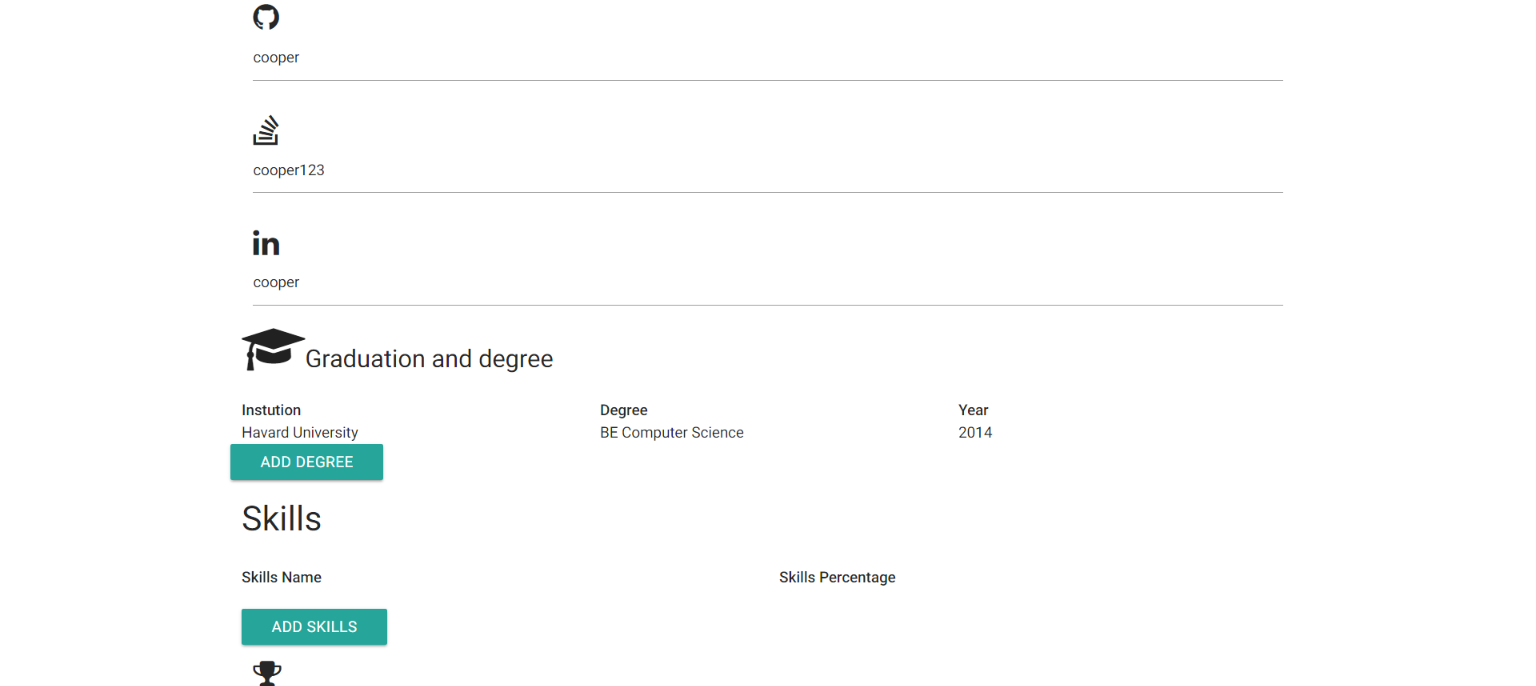 cooper
cooper123
in
cooper
Graduation and degree
Instution Degree Year
Havard University BE Computer Science 2014
ADD DEGREE
Skills
Skills Name Skills Percentage
ADD SKILLS